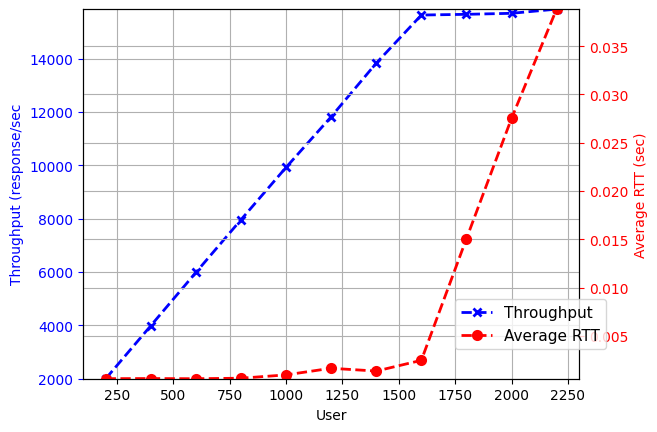 14000
12000
10000
8000
6000
4000
2000
Throughput (response/sec
0.035
0.030
0.025
0.020
0.015
0.010
0.005
Average RTT (sec)
Throughput
Average RTT
250 500 750 1000 1250 1500 1750 2000 2250
User